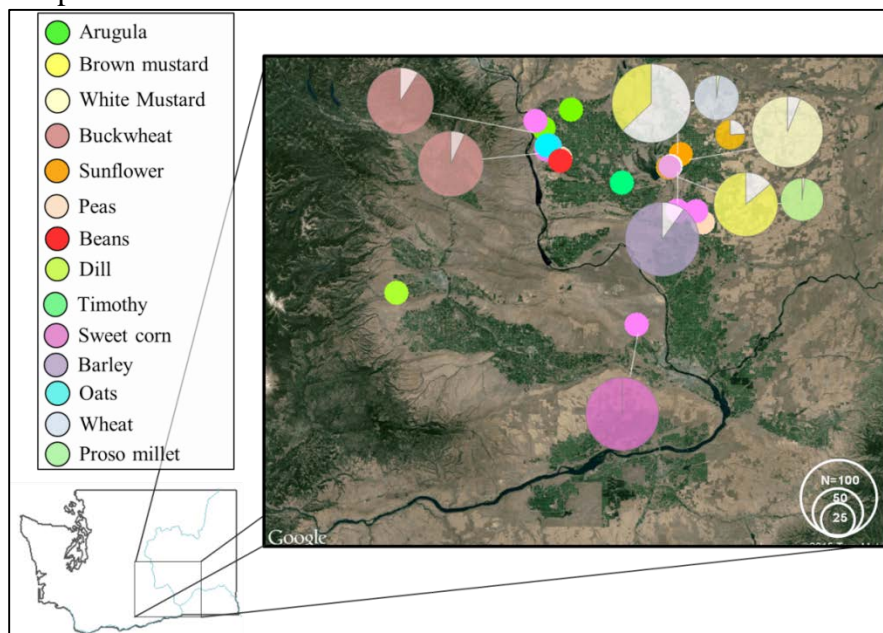 Arugula
Brown mustard
White Mustard
Buckwheat
Sunflower
Peas
Beans
Dill
Timothy
Sweet corn
Barley
Oats
Wheat
Proso millet
N=100
50
25
Google